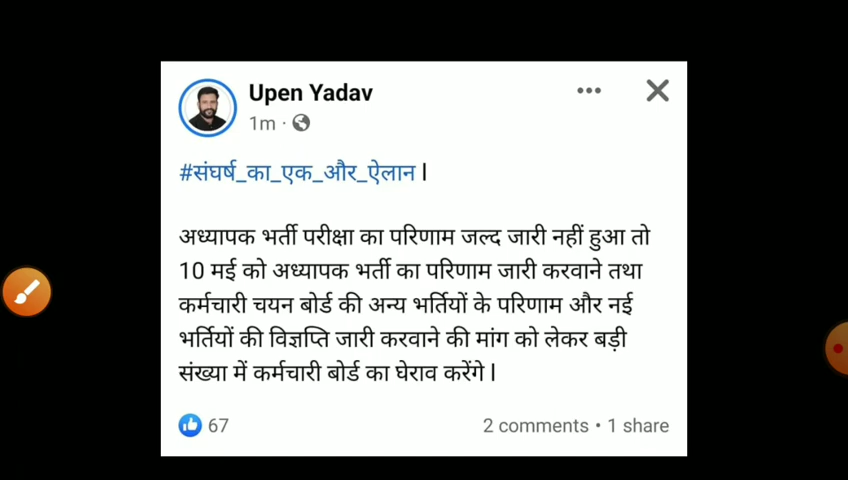 Upen Yadav
1m ·
#संघर्ष_का_एक_और_ऐलान l
अध्यापक भर्ती परीक्षा का परिणाम जल्द जारी नहीं हुआ तो
10 मई को अध्यापक भर्ती का परिणाम जारी करवाने तथा
कर्मचारी चयन बोर्ड की अन्य भर्तियों के परिणाम और नई
भर्तियों की विज्ञप्ति जारी करवाने की मांग को लेकर बड़ी
संख्या में कर्मचारी बोर्ड का घेराव करेंगे l
67
2 comments • 1 share